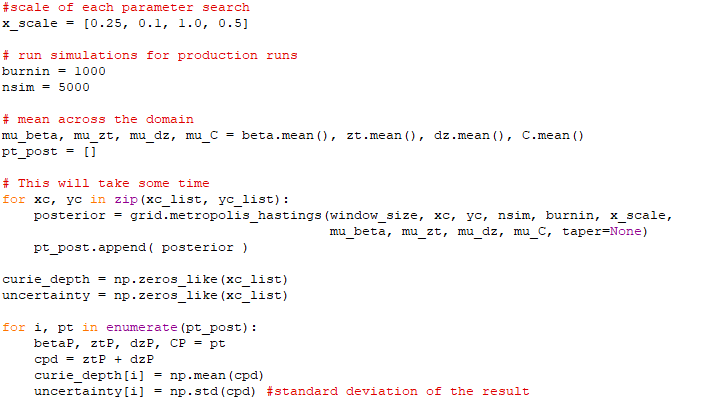 #scale of each parameter search
x_scale = [0.25, 0.1, 1.0, 0.5]
# run simulations for production runs
burnin = 1000
nsim = 5000
# mean across the domain
mu_beta, mu_zt, mu_dz, mu_C = beta.mean(), zt.mean(), dz.mean(), C.mean()
pt_post = []
# This will take some time
for xc, yc in zip(xc_list, yc_list):
    posterior = grid.metropolis_hastings(window_size, xc, yc, nsim, burnin, x_scale,
                                         mu_beta, mu_zt, mu_dz, mu_C, taper=None)
    pt_post.append( posterior )
curie_depth = np.zeros_like(xc_list)
uncertainty = np.zeros_like(xc_list)
for i, pt in enumerate(pt_post):
    betaP, ztP, dzP, CP = pt
    cpd = ztP + dzP
    curie_depth[i] = np.mean(cpd)
    uncertainty[i] = np.std(cpd) #standard deviation of the result